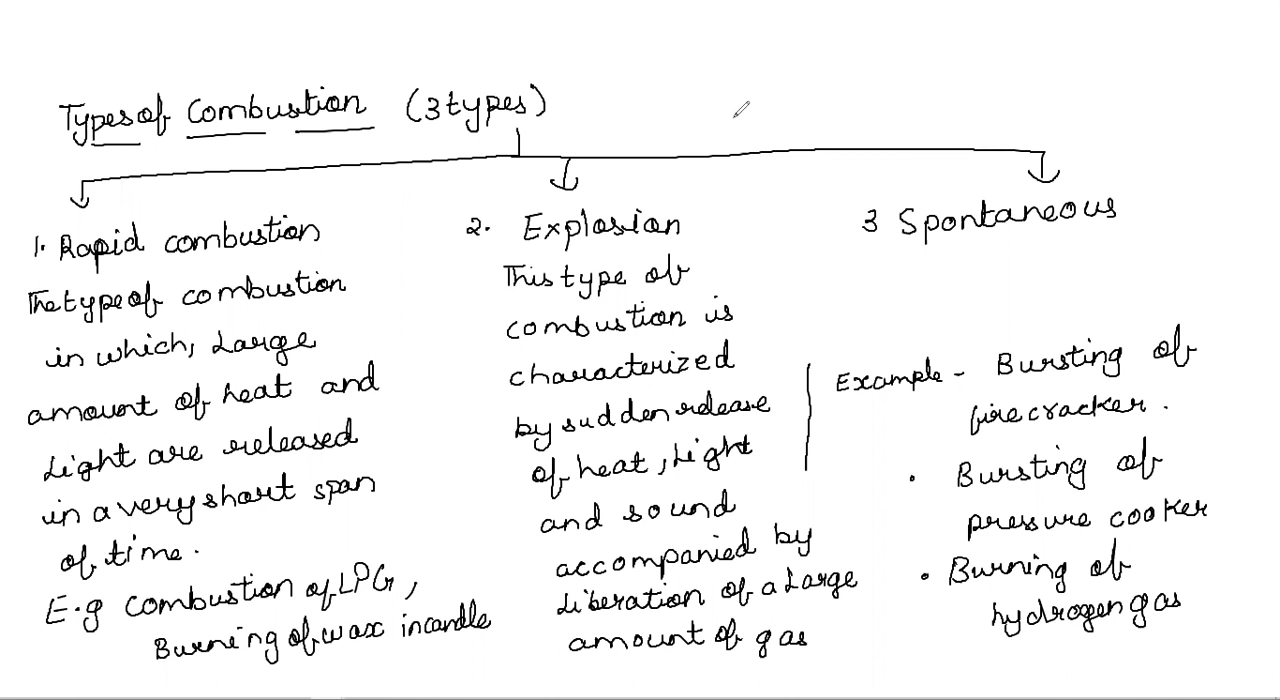 Types of Combustion (3 types)
1. Rapid combustion
The type of combustion
in which, Large
amount of heat and
Light are released
in a very short span
of time.
E.g combustion of LPG,
Burning of wax in candle
2. Explosion
This type of
combustion is
characterized
by sudden release
of heat, Light
and sound
accompanied by
Liberation of a Large
amount of gas
3 Spontaneous
Example - Bursting of
firecracker.
• Bursting of
pressure cooker
• Burning of
hydrogen gas